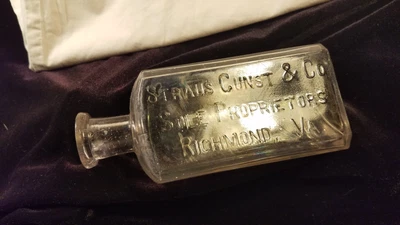 STRAUS GUNST & CO
SOLE PROPRIETORS
RICHMOND, VA